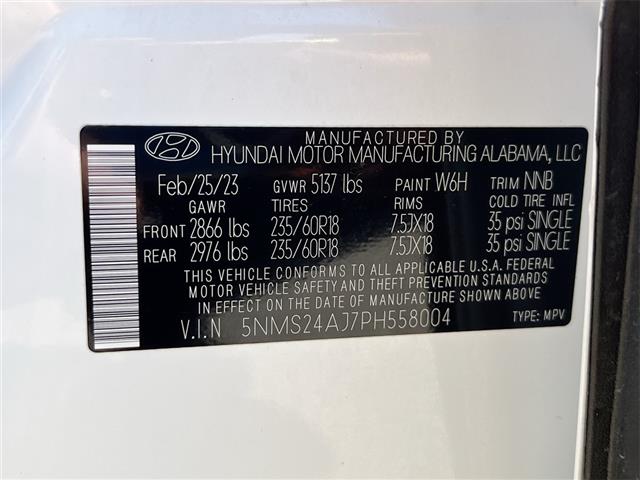 MANUFACTURED BY
HYUNDAI MOTOR MANUFACTURING ALABAMA, LLC
Feb/25/23 GVWR 5137 lbs PAINT W6H TRIM NNB
GAWR TIRES RIMS COLD TIRE INFL
FRONT 2866 lbs 235/60R18 7.5JX18 35 psi SINGLE
REAR 2976 lbs 235/60R18 7.5JX18 35 psi SINGLE
THIS VEHICLE CONFORMS TO ALL APPLICABLE U.S.A. FEDERAL
MOTOR VEHICLE SAFETY AND THEFT PREVENTION STANDARDS
IN EFFECT ON THE DATE OF MANUFACTURE SHOWN ABOVE.
V.I.N 5NMS24AJ7PH558004 TYPE: MPV